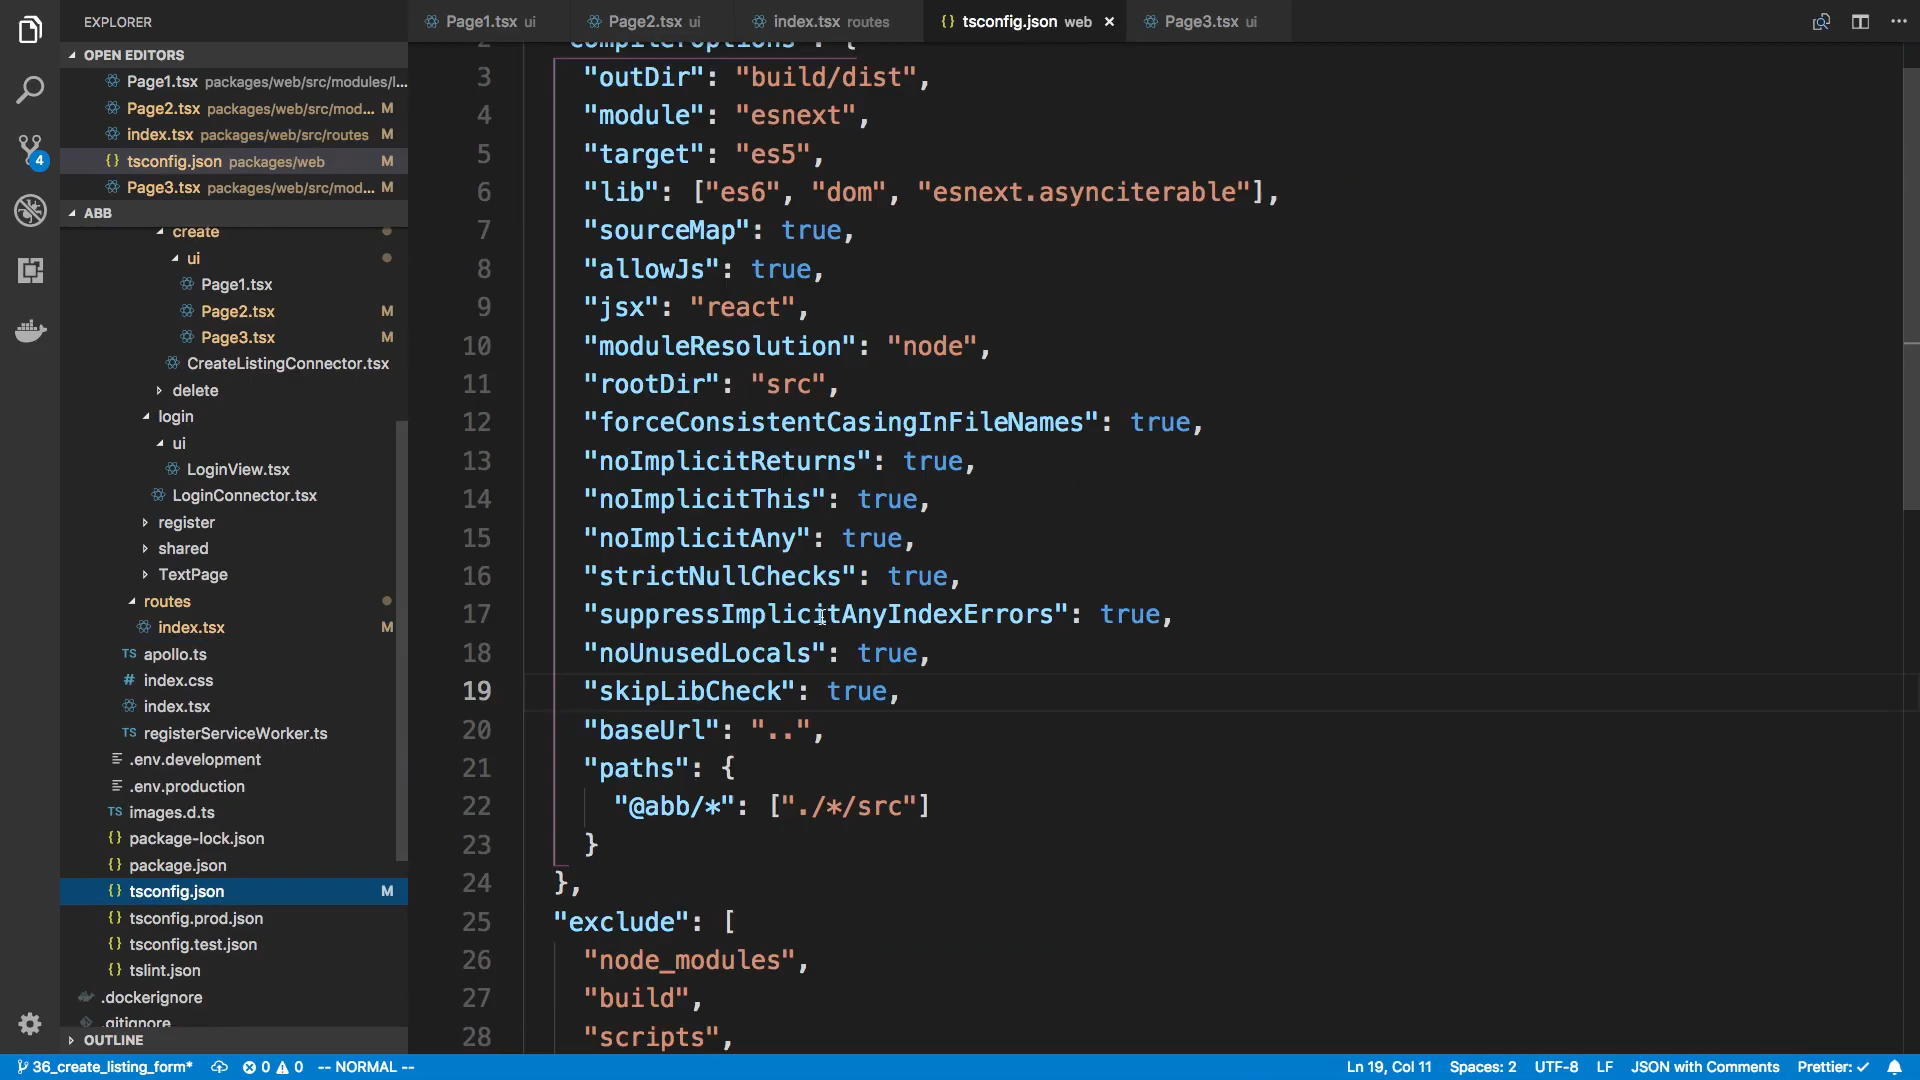 EXPLORER
OPEN EDITORS
Page1.tsx packages/web/src/modules/l...
Page2.tsx packages/web/src/mod... M
index.tsx packages/web/src/routes M
tsconfig.json packages/web M
Page3.tsx packages/web/src/mod... M
ABB
create
ui
Page1.tsx
Page2.tsx M
Page3.tsx M
CreateListingConnector.tsx
delete
login
ui
LoginView.tsx
LoginConnector.tsx
register
shared
TextPage
routes
index.tsx M
TS apollo.ts
# index.css
index.tsx
TS registerServiceWorker.ts
.env.development
.env.production
TS images.d.ts
{} package-lock.json
{} package.json
{} tsconfig.json M
{} tsconfig.prod.json
{} tsconfig.test.json
{} tslint.json
.dockerignore
.gitignore
OUTLINE
4
Page1.tsx ui
Page2.tsx ui
index.tsx routes
{} tsconfig.json web ×
Page3.tsx ui
2 "compilerOptions": {
3 "outDir": "build/dist",
4 "module": "esnext",
5 "target": "es5",
6 "lib": ["es6", "dom", "esnext.asynciterable"],
7 "sourceMap": true,
8 "allowJs": true,
9 "jsx": "react",
10 "moduleResolution": "node",
11 "rootDir": "src",
12 "forceConsistentCasingInFileNames": true,
13 "noImplicitReturns": true,
14 "noImplicitThis": true,
15 "noImplicitAny": true,
16 "strictNullChecks": true,
17 "suppressImplicitAnyIndexErrors": true,
18 "noUnusedLocals": true,
19 "skipLibCheck": true,
20 "baseUrl": "..",
21 "paths": {
22 "@abb/*": ["./*/src"]
23 }
24 },
25 "exclude": [
26 "node_modules",
27 "build",
28 "scripts",
36_create_listing_form* 0 0 -- NORMAL -- Ln 19, Col 11 Spaces: 2 UTF-8 LF JSON with Comments Prettier: ✓